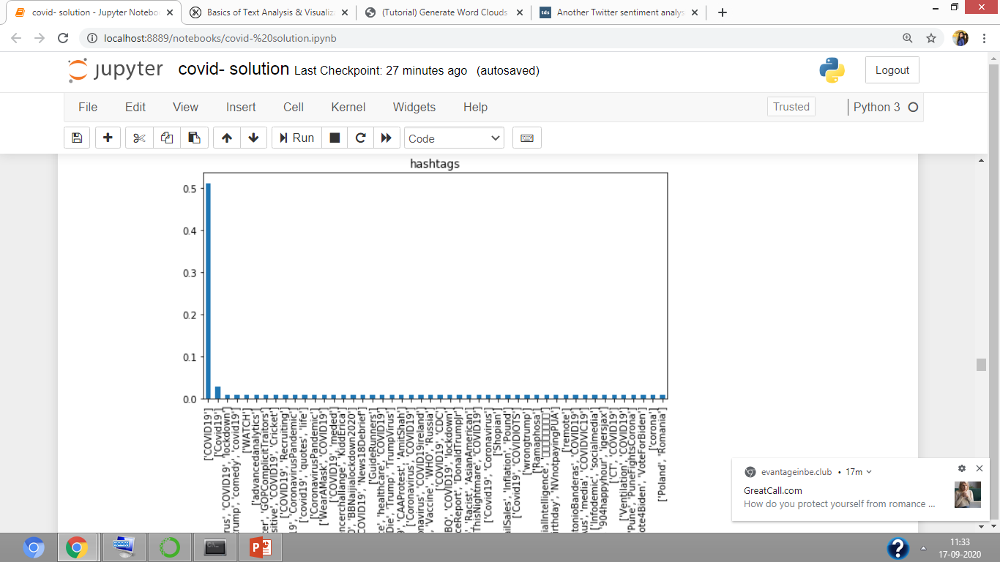 covid- solution - Jupyter Notebo
Basics of Text Analysis & Visualiz
(Tutorial) Generate Word Clouds
tds Another Twitter sentiment analys
localhost:8889/notebooks/covid-%20solution.ipynb
jupyter covid- solution Last Checkpoint: 27 minutes ago (autosaved)
Logout
File Edit View Insert Cell Kernel Widgets Help
Trusted Python 3
Run Code
hashtags
0.5
0.4
0.3
0.2
0.1
0.0
['COVID19']
['Covid19']
rus', 'COVID19', 'lockdown']
rump', 'comedy', 'covid19']
['WATCH']
['advancedanalytics']
er', 'GOPComplicitTraitors']
sitive', 'COVID19', 'Cricket']
['COVID19', 'Recruiting']
9', 'CoronavirusPandemic']
['covid19', 'quotes', 'life']
['CoronavirusPandemic']
['WearAMask', 'COVID19']
['COVID19', 'meded']
ncerchallange', 'KiddErica']
', 'BBNaijialockdown2020']
COVID19', 'News18Debrief']
['GuideRunners']
e', 'healthcare', 'COVID19']
Die', 'Trump', 'TrumpVirus']
', 'CAAProtest', 'AmitShah']
['Coronavirus', 'COVID19']
onavirus', 'COVID19ireland']
, 'Vaccine', 'WHO', 'Russia']
['COVID19', 'CDC']
BQ', 'COVID19', 'lockdown']
ceReport', 'DonaldTrumpJr']
, 'Racist', 'AsianAmerican']
ThisNightmare', 'COVID19']
['Covid19', 'Coronavirus']
['Shopian']
ailSales', 'Inflation', 'Pound']
['Covid19', 'COVIDIOTS']
['wrongtrump']
['Ramaphosa']
ialIntelligence',
irthday', 'NVnotpayingPUA']
['remote']
tonioBanderas', 'COVID19']
us', 'media', 'COVIDVIC19']
['Infodemic', 'socialmedia']
['904happyhour', 'igersjax']
['CT', 'COVID19']
['Ventilation', 'COVID19']
'Pune', 'PuneFightsCorona']
ote4Biden', 'VoteForBiden']
['corona']
['Poland', 'Romania']
evantageinbe.club • 17m
GreatCall.com
How do you protect yourself from romance ...
11:33
17-09-2020